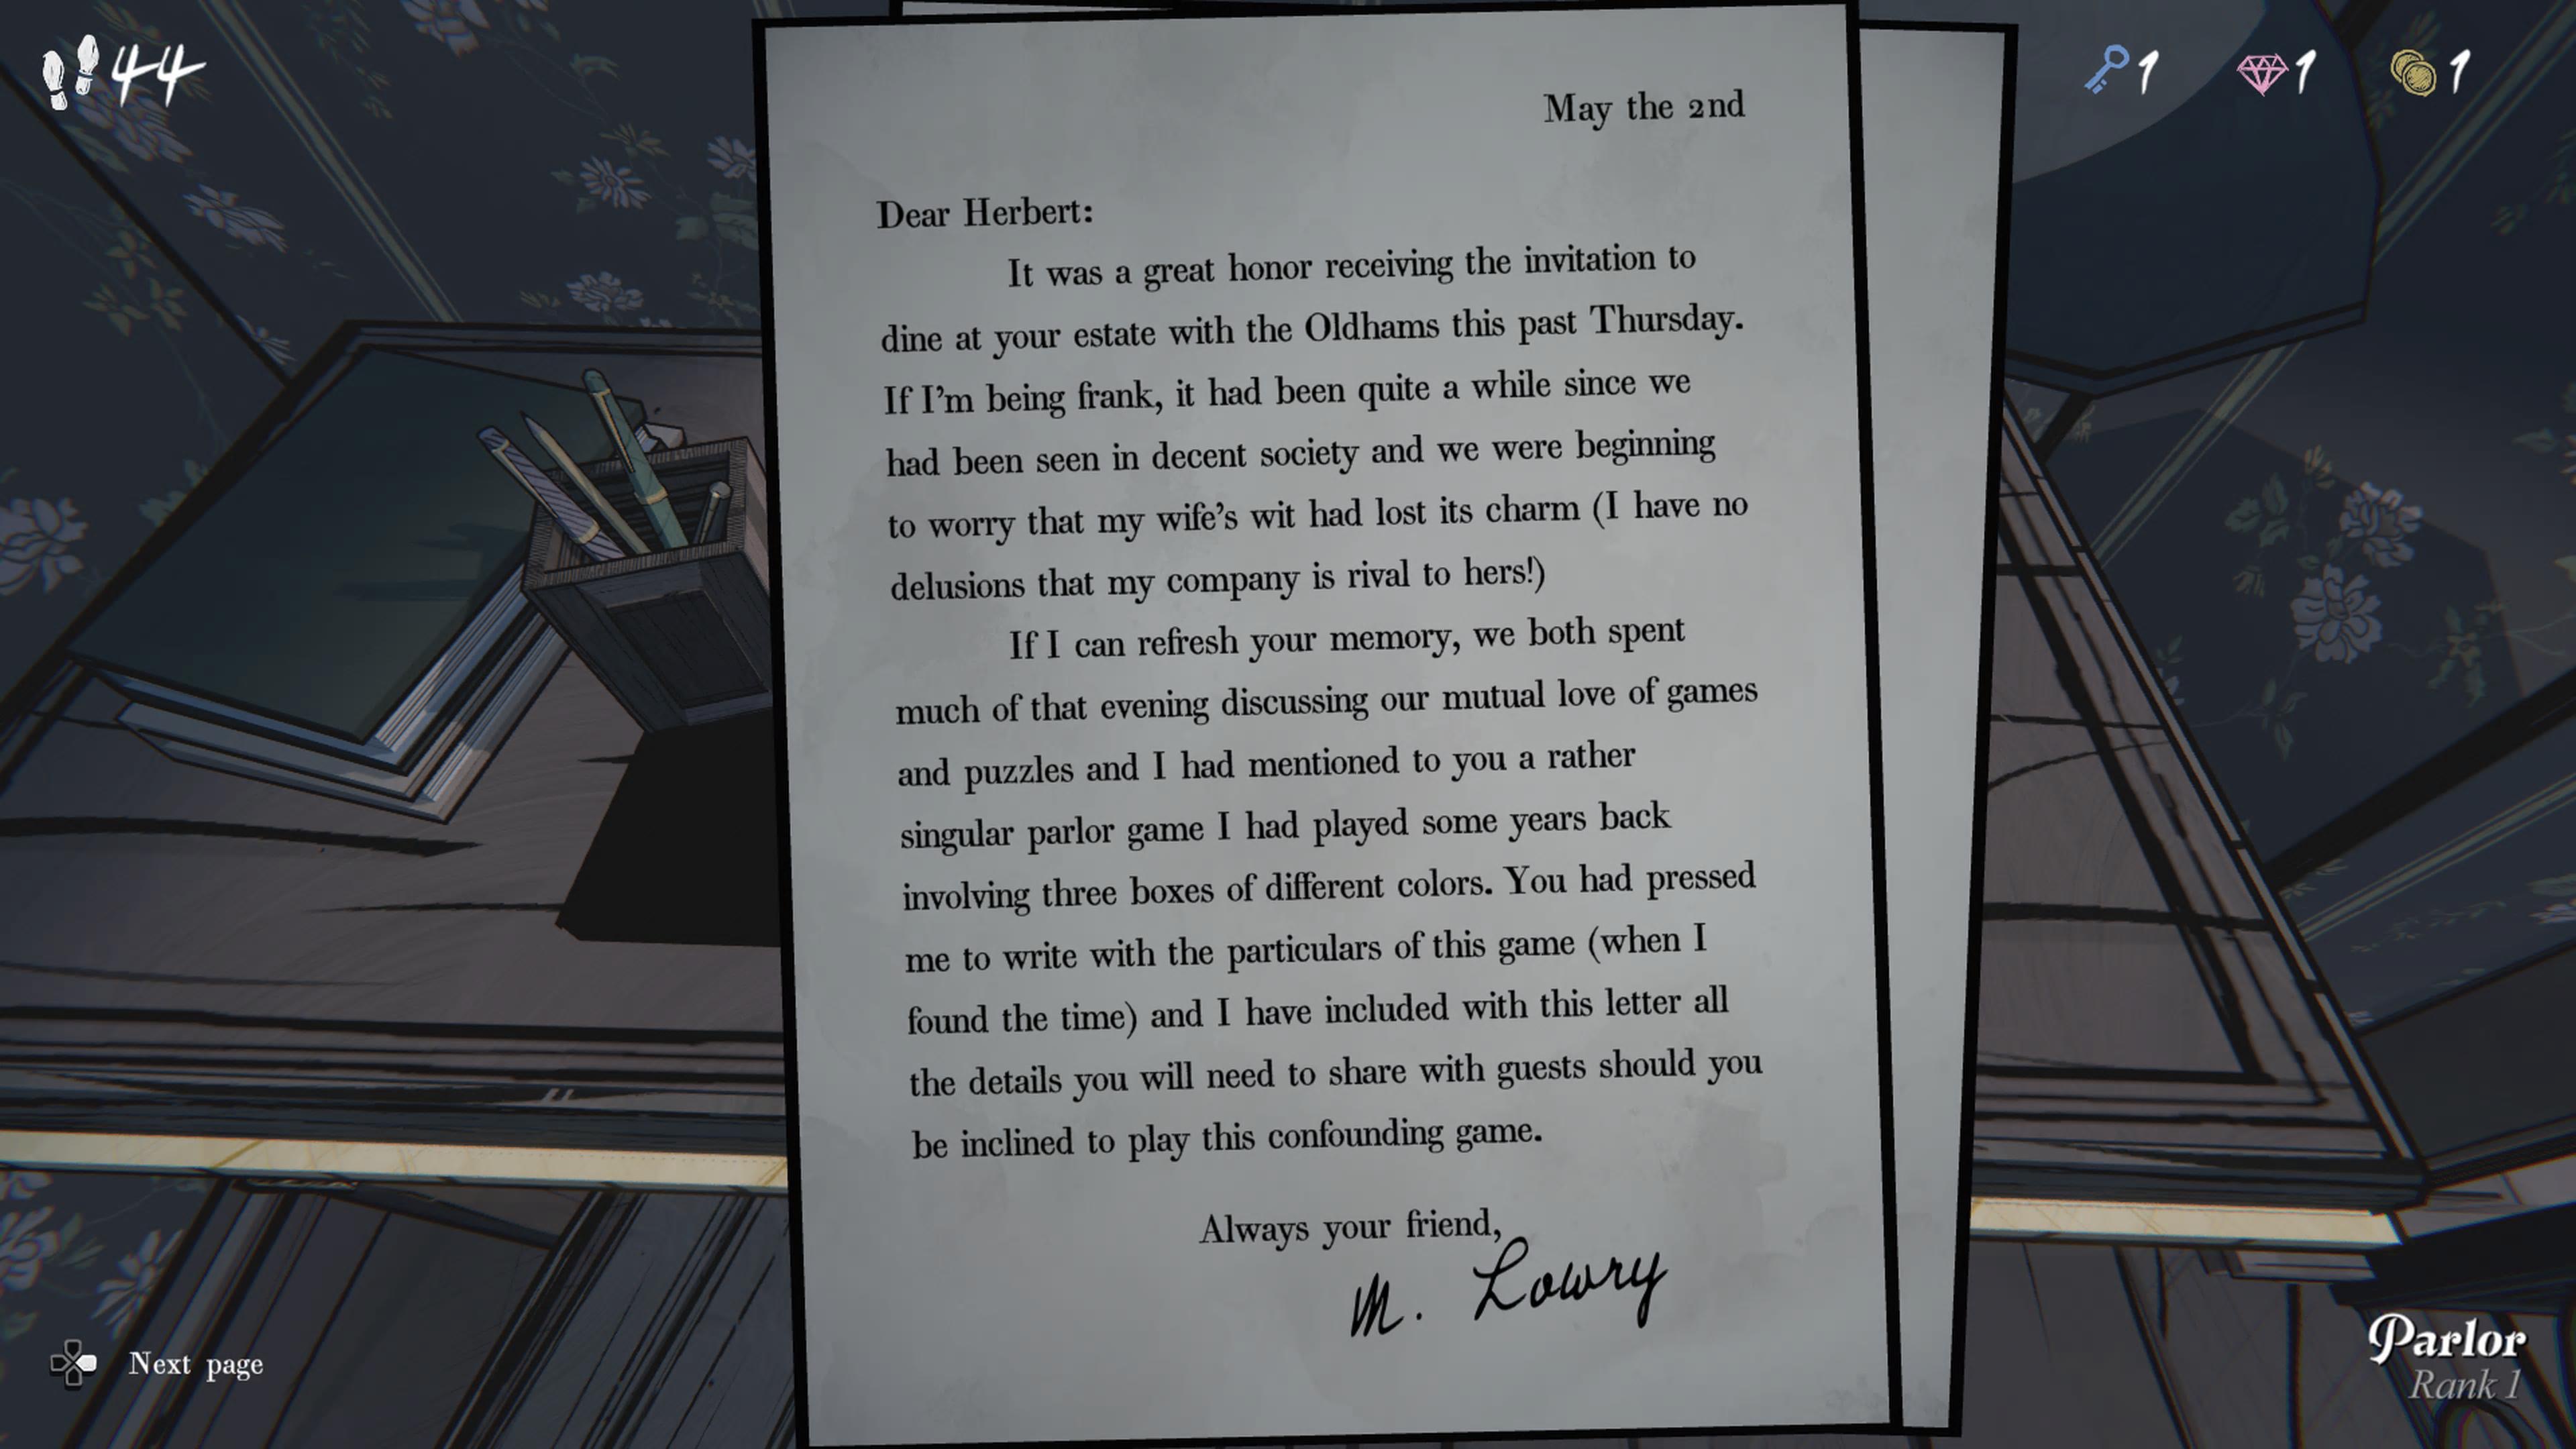 44
1
1
1
May the 2nd
Dear Herbert:
It was a great honor receiving the invitation to
dine at your estate with the Oldhams this past Thursday.
If I'm being frank, it had been quite a while since we
had been seen in decent society and we were beginning
to worry that my wife's wit had lost its charm (I have no
delusions that my company is rival to hers!)
If I can refresh your memory, we both spent
much of that evening discussing our mutual love of games
and puzzles and I had mentioned to you a rather
singular parlor game I had played some years back
involving three boxes of different colors. You had pressed
me to write with the particulars of this game (when I
found the time) and I have included with this letter all
the details you will need to share with guests should you
be inclined to play this confounding game.
Always your friend,
M. Lowry
Next page
Parlor
Rank 1